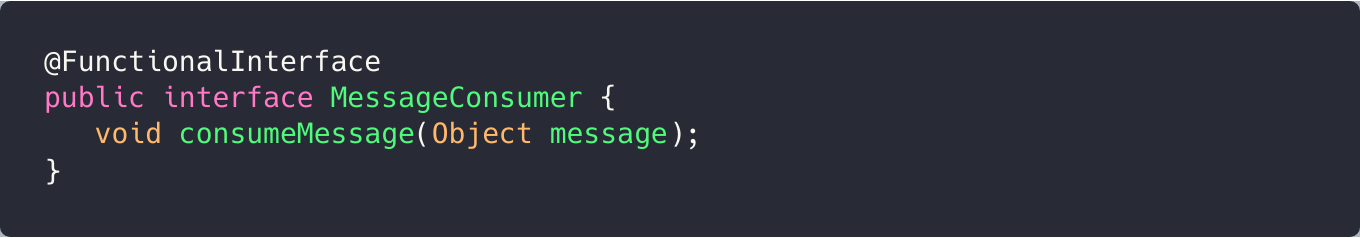 @FunctionalInterface
public interface MessageConsumer {
   void consumeMessage(Object message);
}